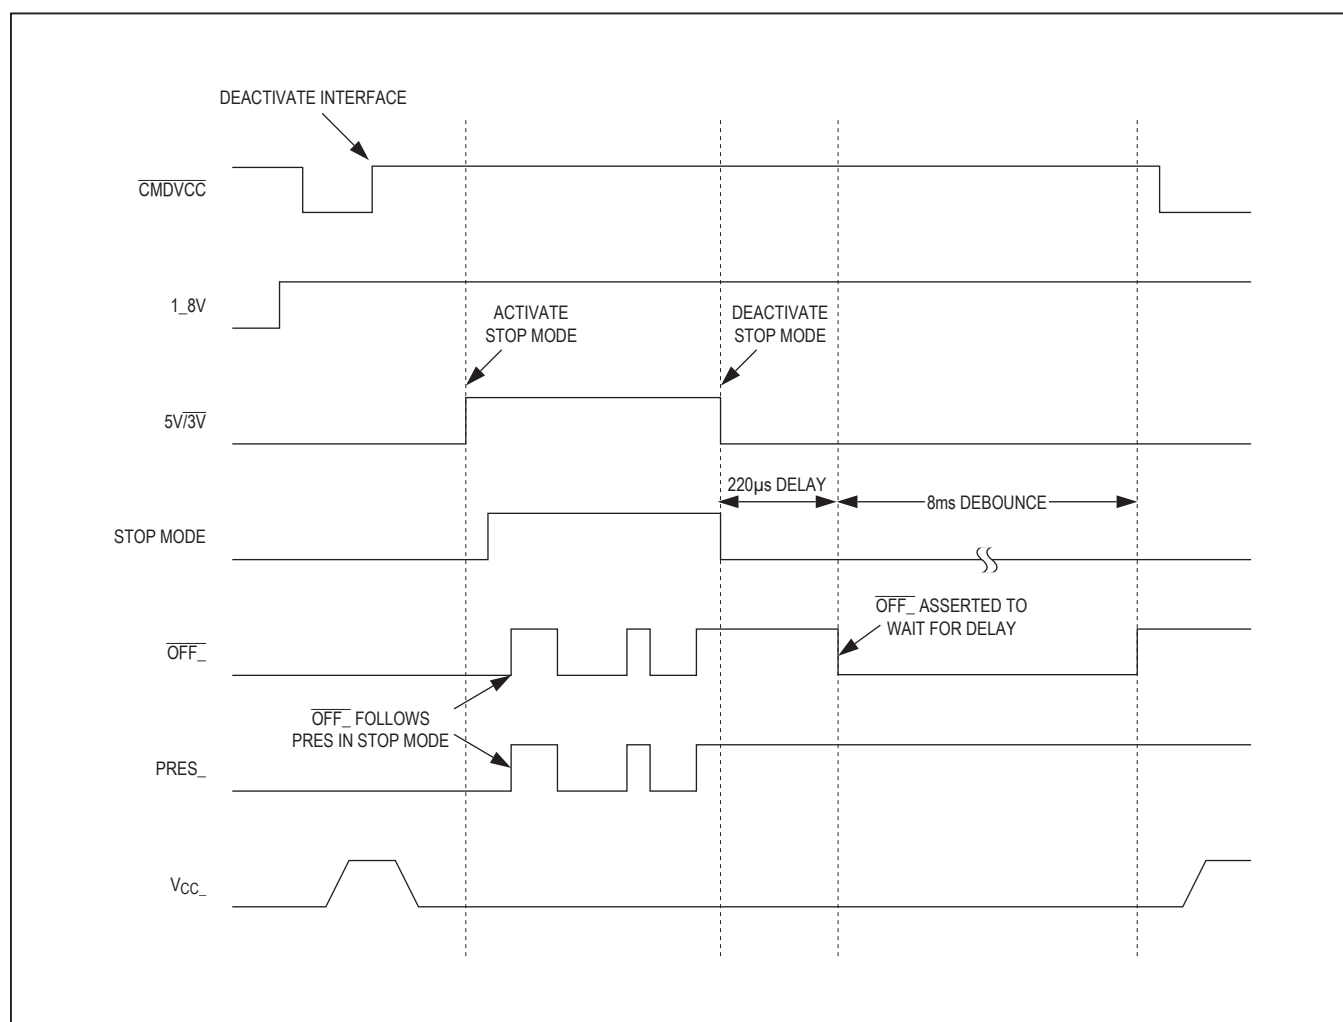 DEACTIVATE INTERFACE
CMDVCC
1_8V
ACTIVATE
STOP MODE
DEACTIVATE
STOP MODE
5V/3V
220µs DELAY
8ms DEBOUNCE
STOP MODE
OFF_ ASSERTED TO
WAIT FOR DELAY
OFF_
OFF_ FOLLOWS
PRES IN STOP MODE
PRES_
VCC_